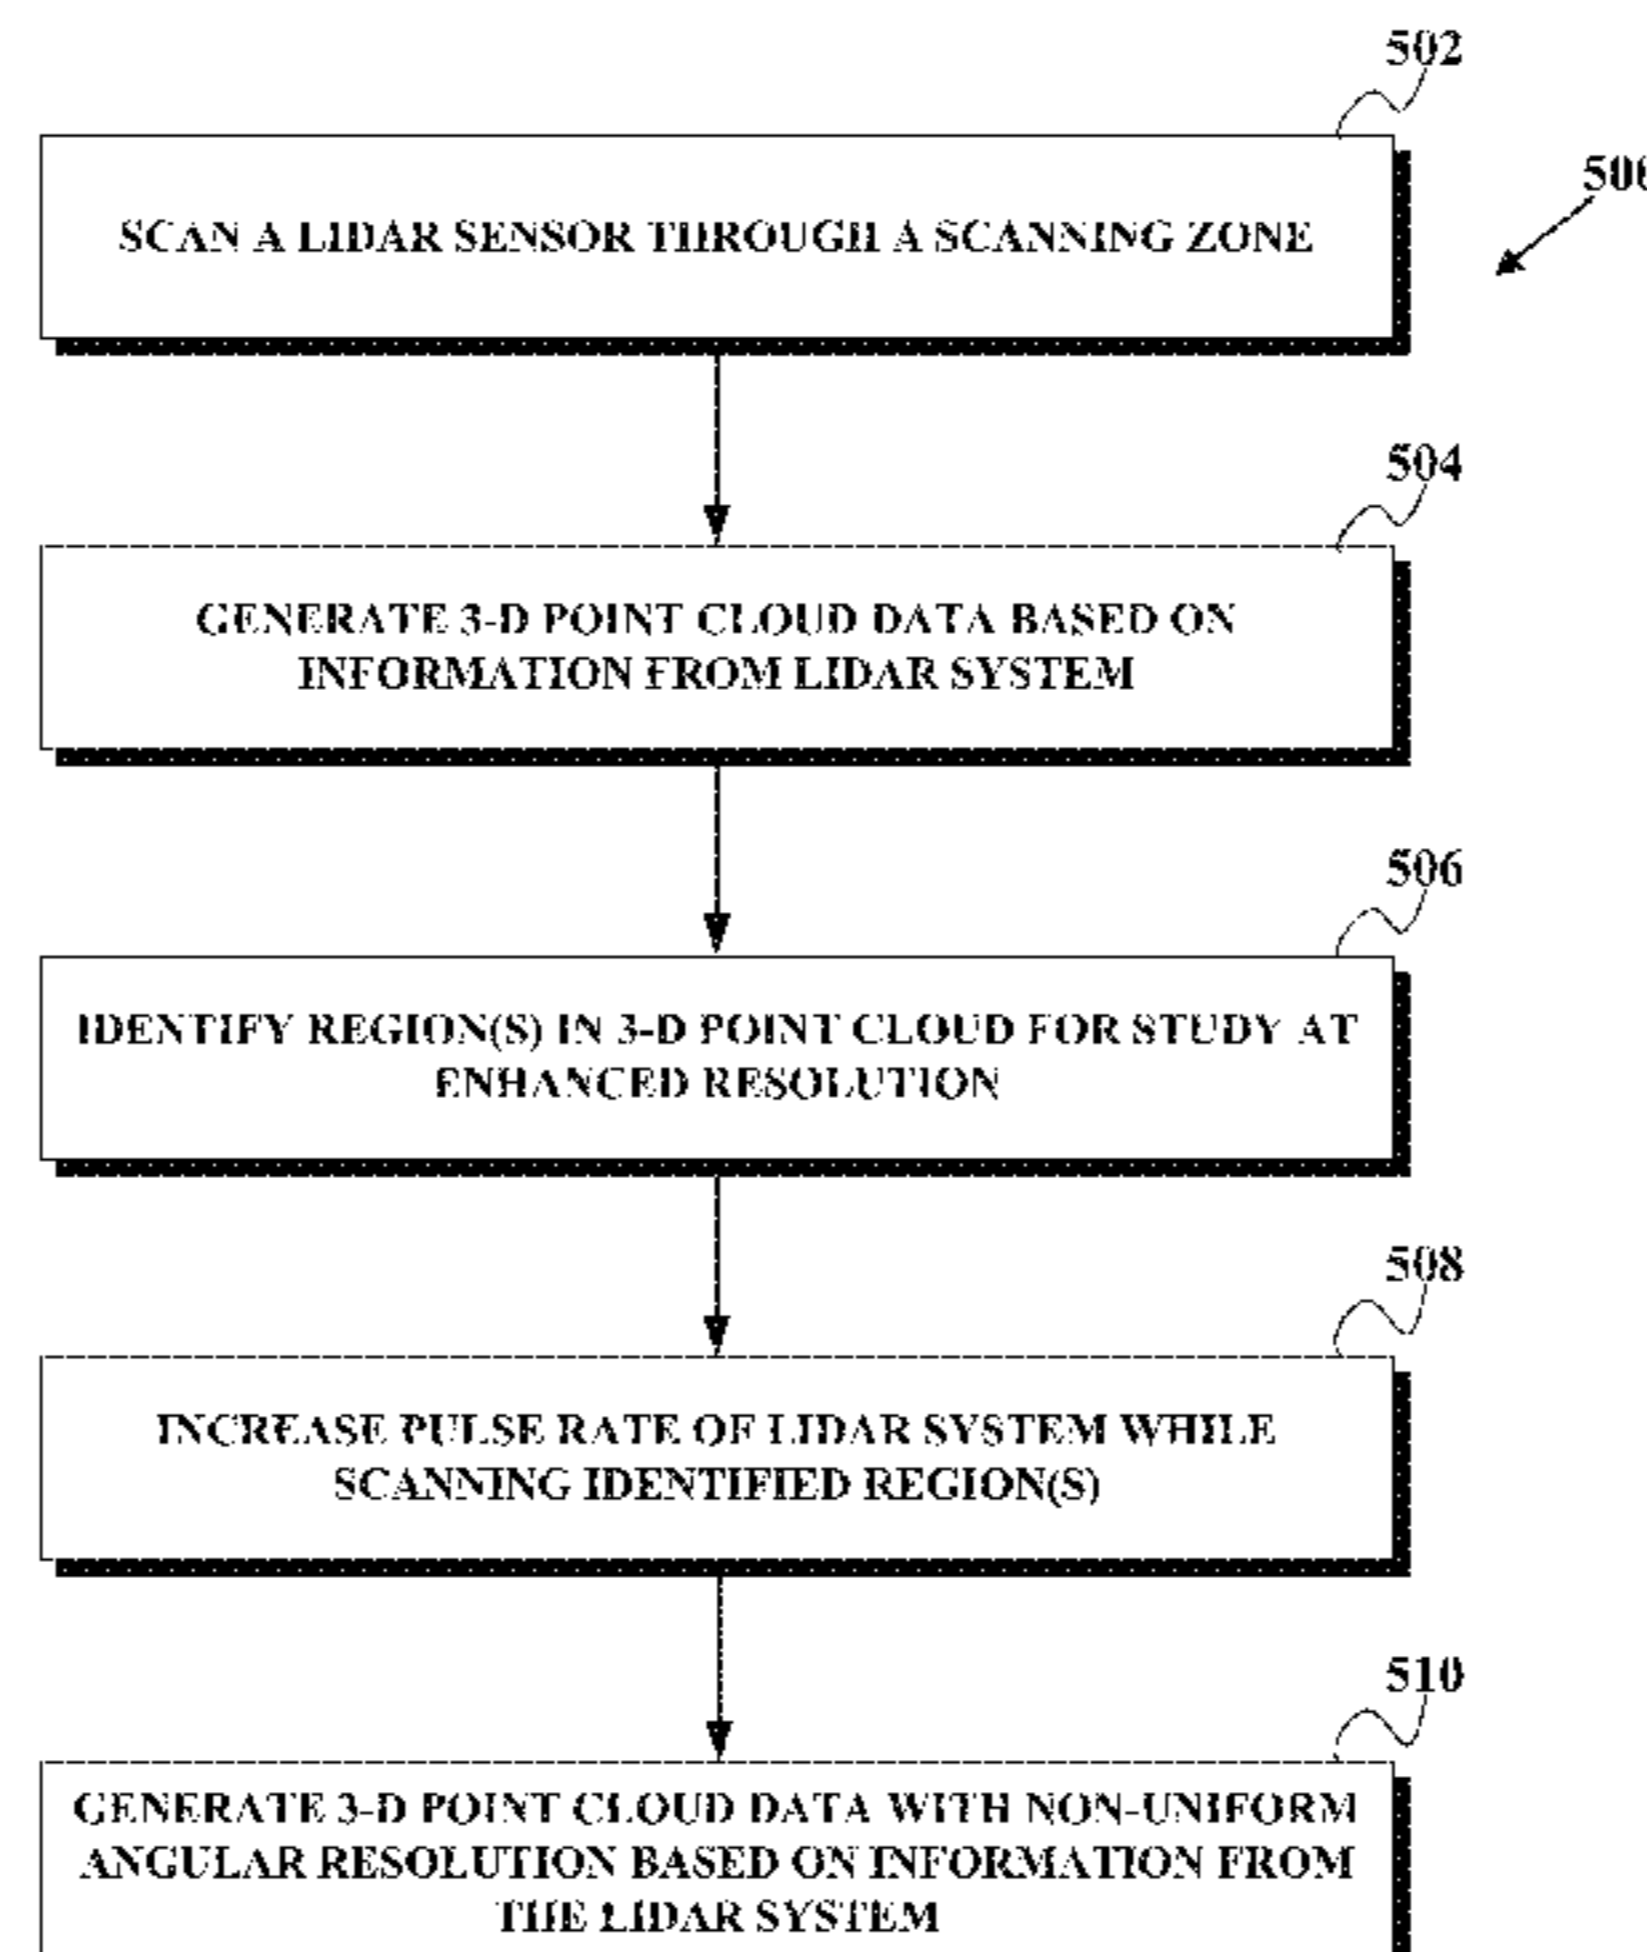 502
SCAN A LIDAR SENSOR THROUGH A SCANNING ZONE
504
GENERATE 3-D POINT CLOUD DATA BASED ON
INFORMATION FROM LIDAR SYSTEM
506
IDENTIFY REGION(S) IN 3-D POINT CLOUD FOR STUDY AT
ENHANCED RESOLUTION
508
INCREASE PULSE RATE OF LIDAR SYSTEM WHILE
SCANNING IDENTIFIED REGION(S)
510
GENERATE 3-D POINT CLOUD DATA WITH NON-UNIFORM
ANGULAR RESOLUTION BASED ON INFORMATION FROM
THE LIDAR SYSTEM